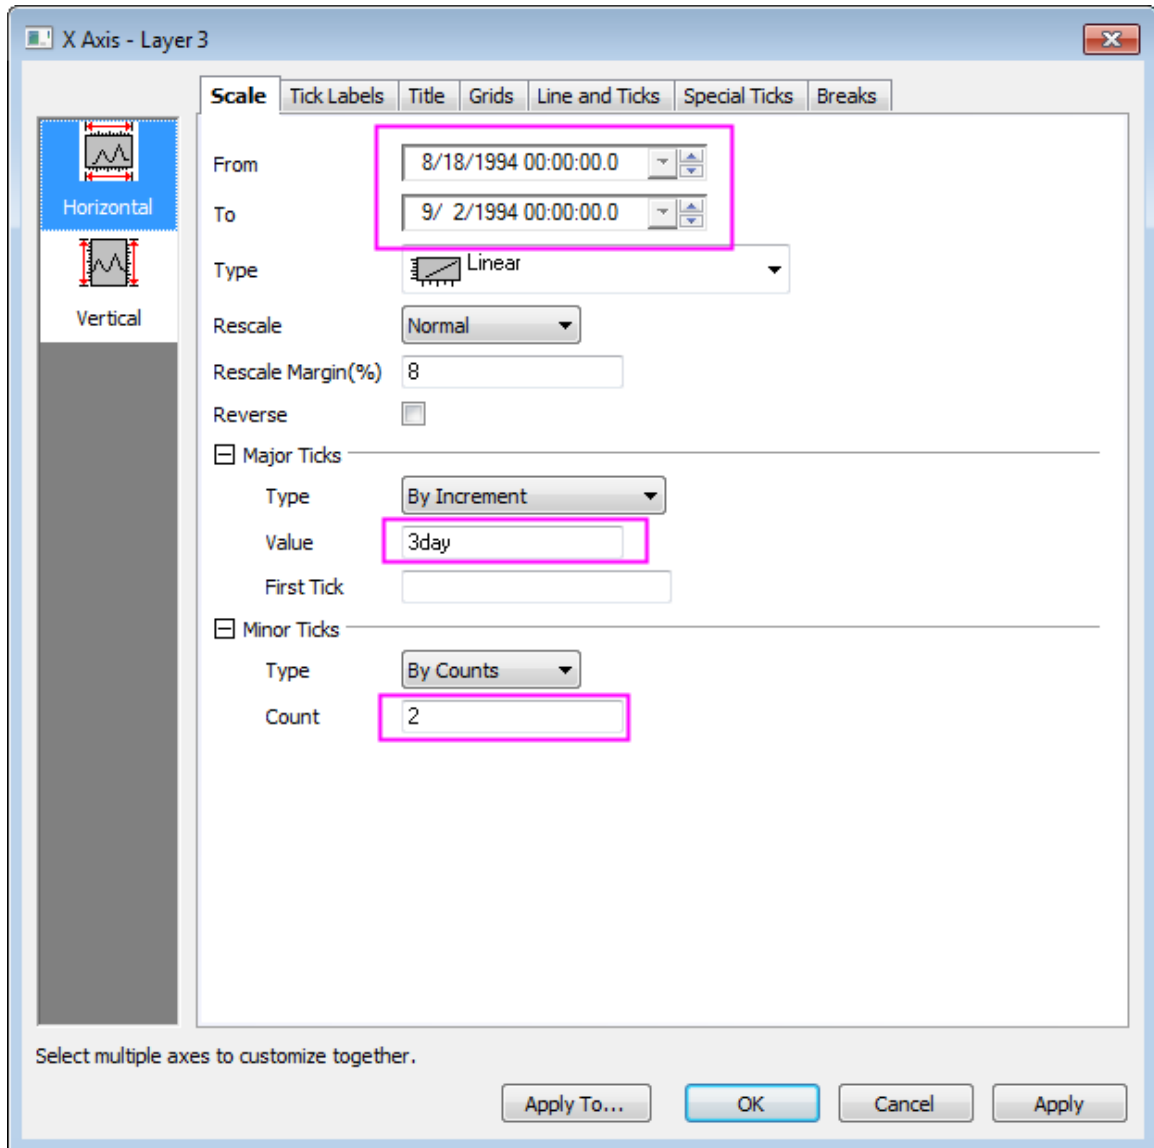 X Axis - Layer 3
Scale Tick Labels Title Grids Line and Ticks Special Ticks Breaks
Horizontal
Vertical
From 8/18/1994 00:00:00.0
To 9/ 2/1994 00:00:00.0
Type Linear
Rescale Normal
Rescale Margin(%) 8
Reverse
Major Ticks
Type By Increment
Value 3day
First Tick
Minor Ticks
Type By Counts
Count 2
Select multiple axes to customize together.
Apply To... OK Cancel Apply